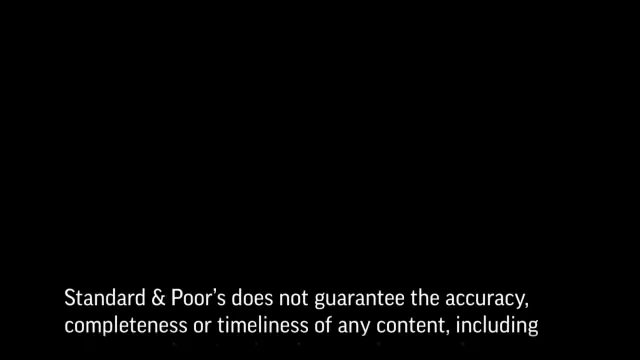 Standard & Poor's does not guarantee the accuracy,
completeness or timeliness of any content, including